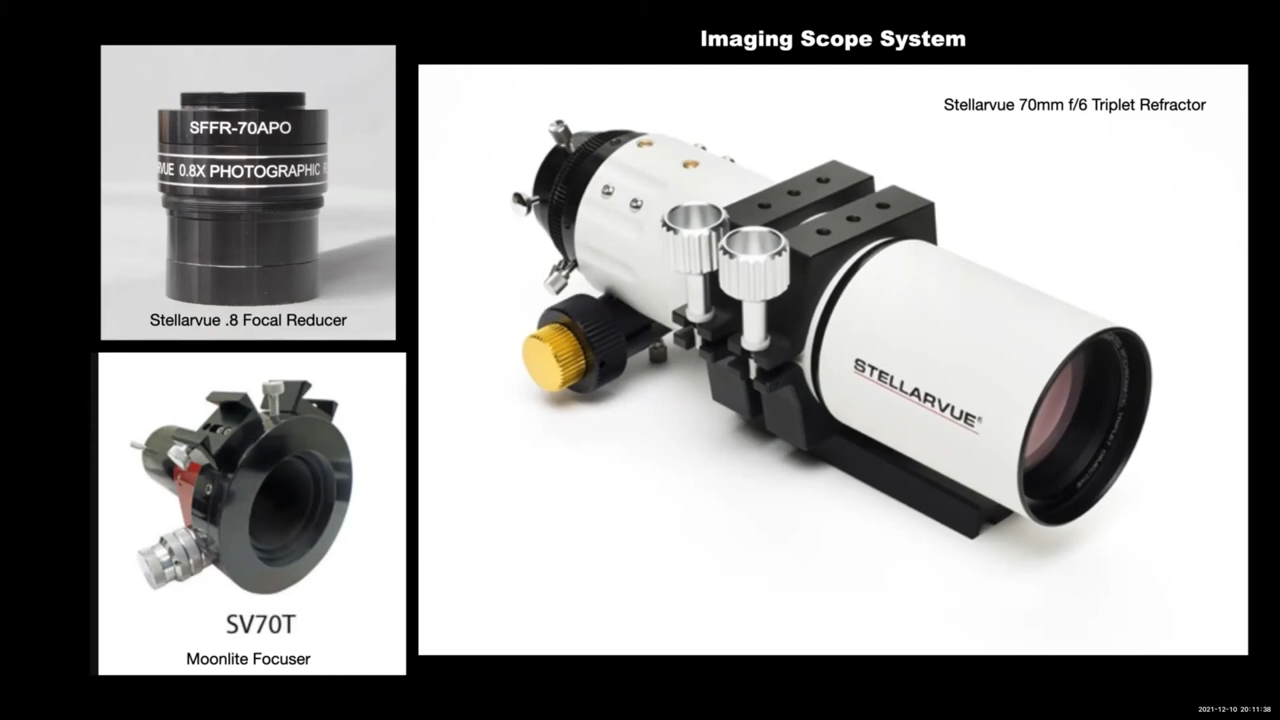 Imaging Scope System
SFFR-70APO
0.8X PHOTOGRAPHIC
Stellarvue .8 Focal Reducer
Stellarvue 70mm f/6 Triplet Refractor
STELLARVUE®
SV70T
Moonlite Focuser
2021-12-10 20:11:38